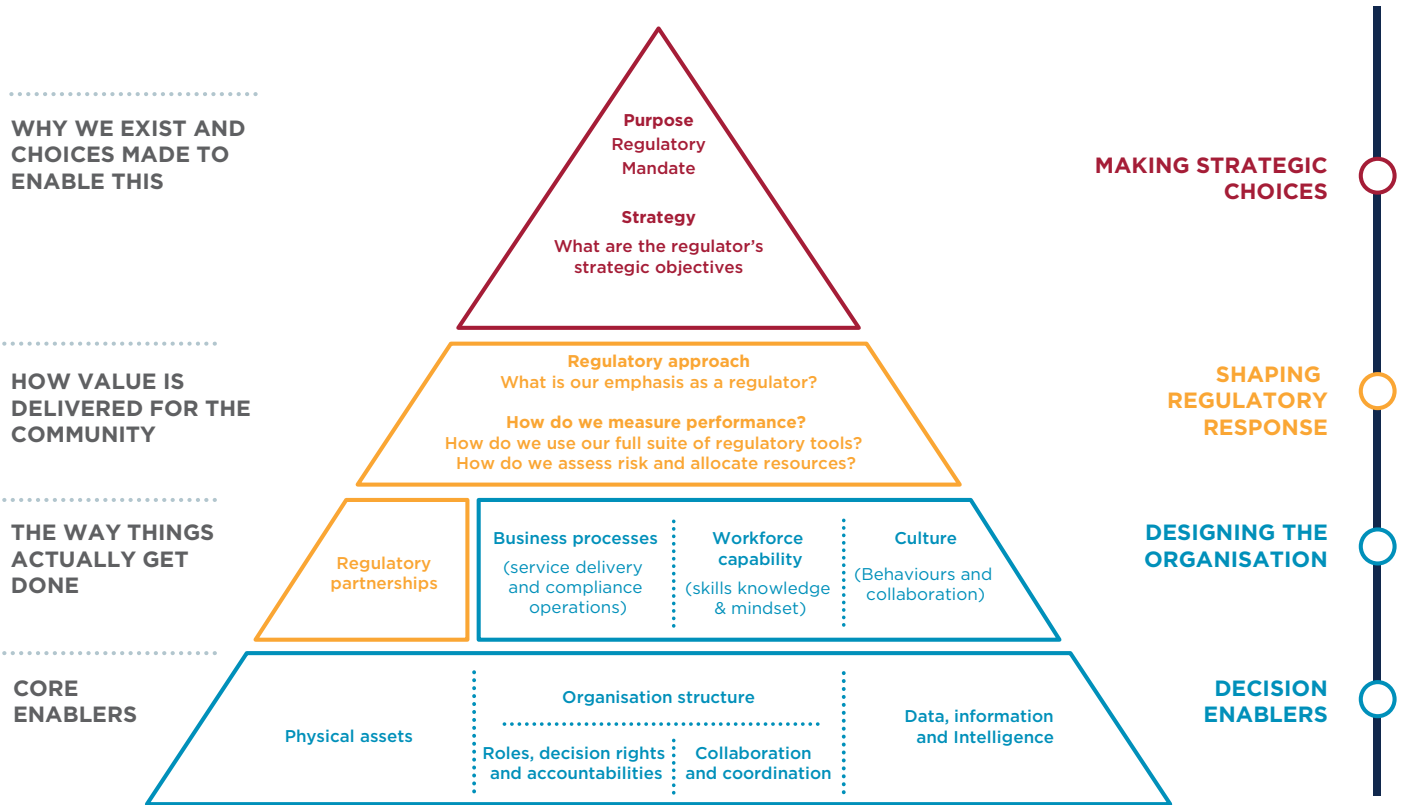 WHY WE EXIST AND
CHOICES MADE TO
ENABLE THIS
Purpose
Regulatory
Mandate
Strategy
What are the regulator’s
strategic objectives
MAKING STRATEGIC
CHOICES
HOW VALUE IS
DELIVERED FOR THE
COMMUNITY
Regulatory approach
What is our emphasis as a regulator?
How do we measure performance?
How do we use our full suite of regulatory tools?
How do we assess risk and allocate resources?
SHAPING
REGULATORY
RESPONSE
THE WAY THINGS
ACTUALLY GET
DONE
Regulatory
partnerships
Business processes
(service delivery
and compliance
operations)
Workforce
capability
(skills knowledge
& mindset)
Culture
(Behaviours and
collaboration)
DESIGNING THE
ORGANISATION
CORE
ENABLERS
Physical assets
Organisation structure
Roles, decision rights
and accountabilities
Collaboration
and coordination
Data, information
and Intelligence
DECISION
ENABLERS